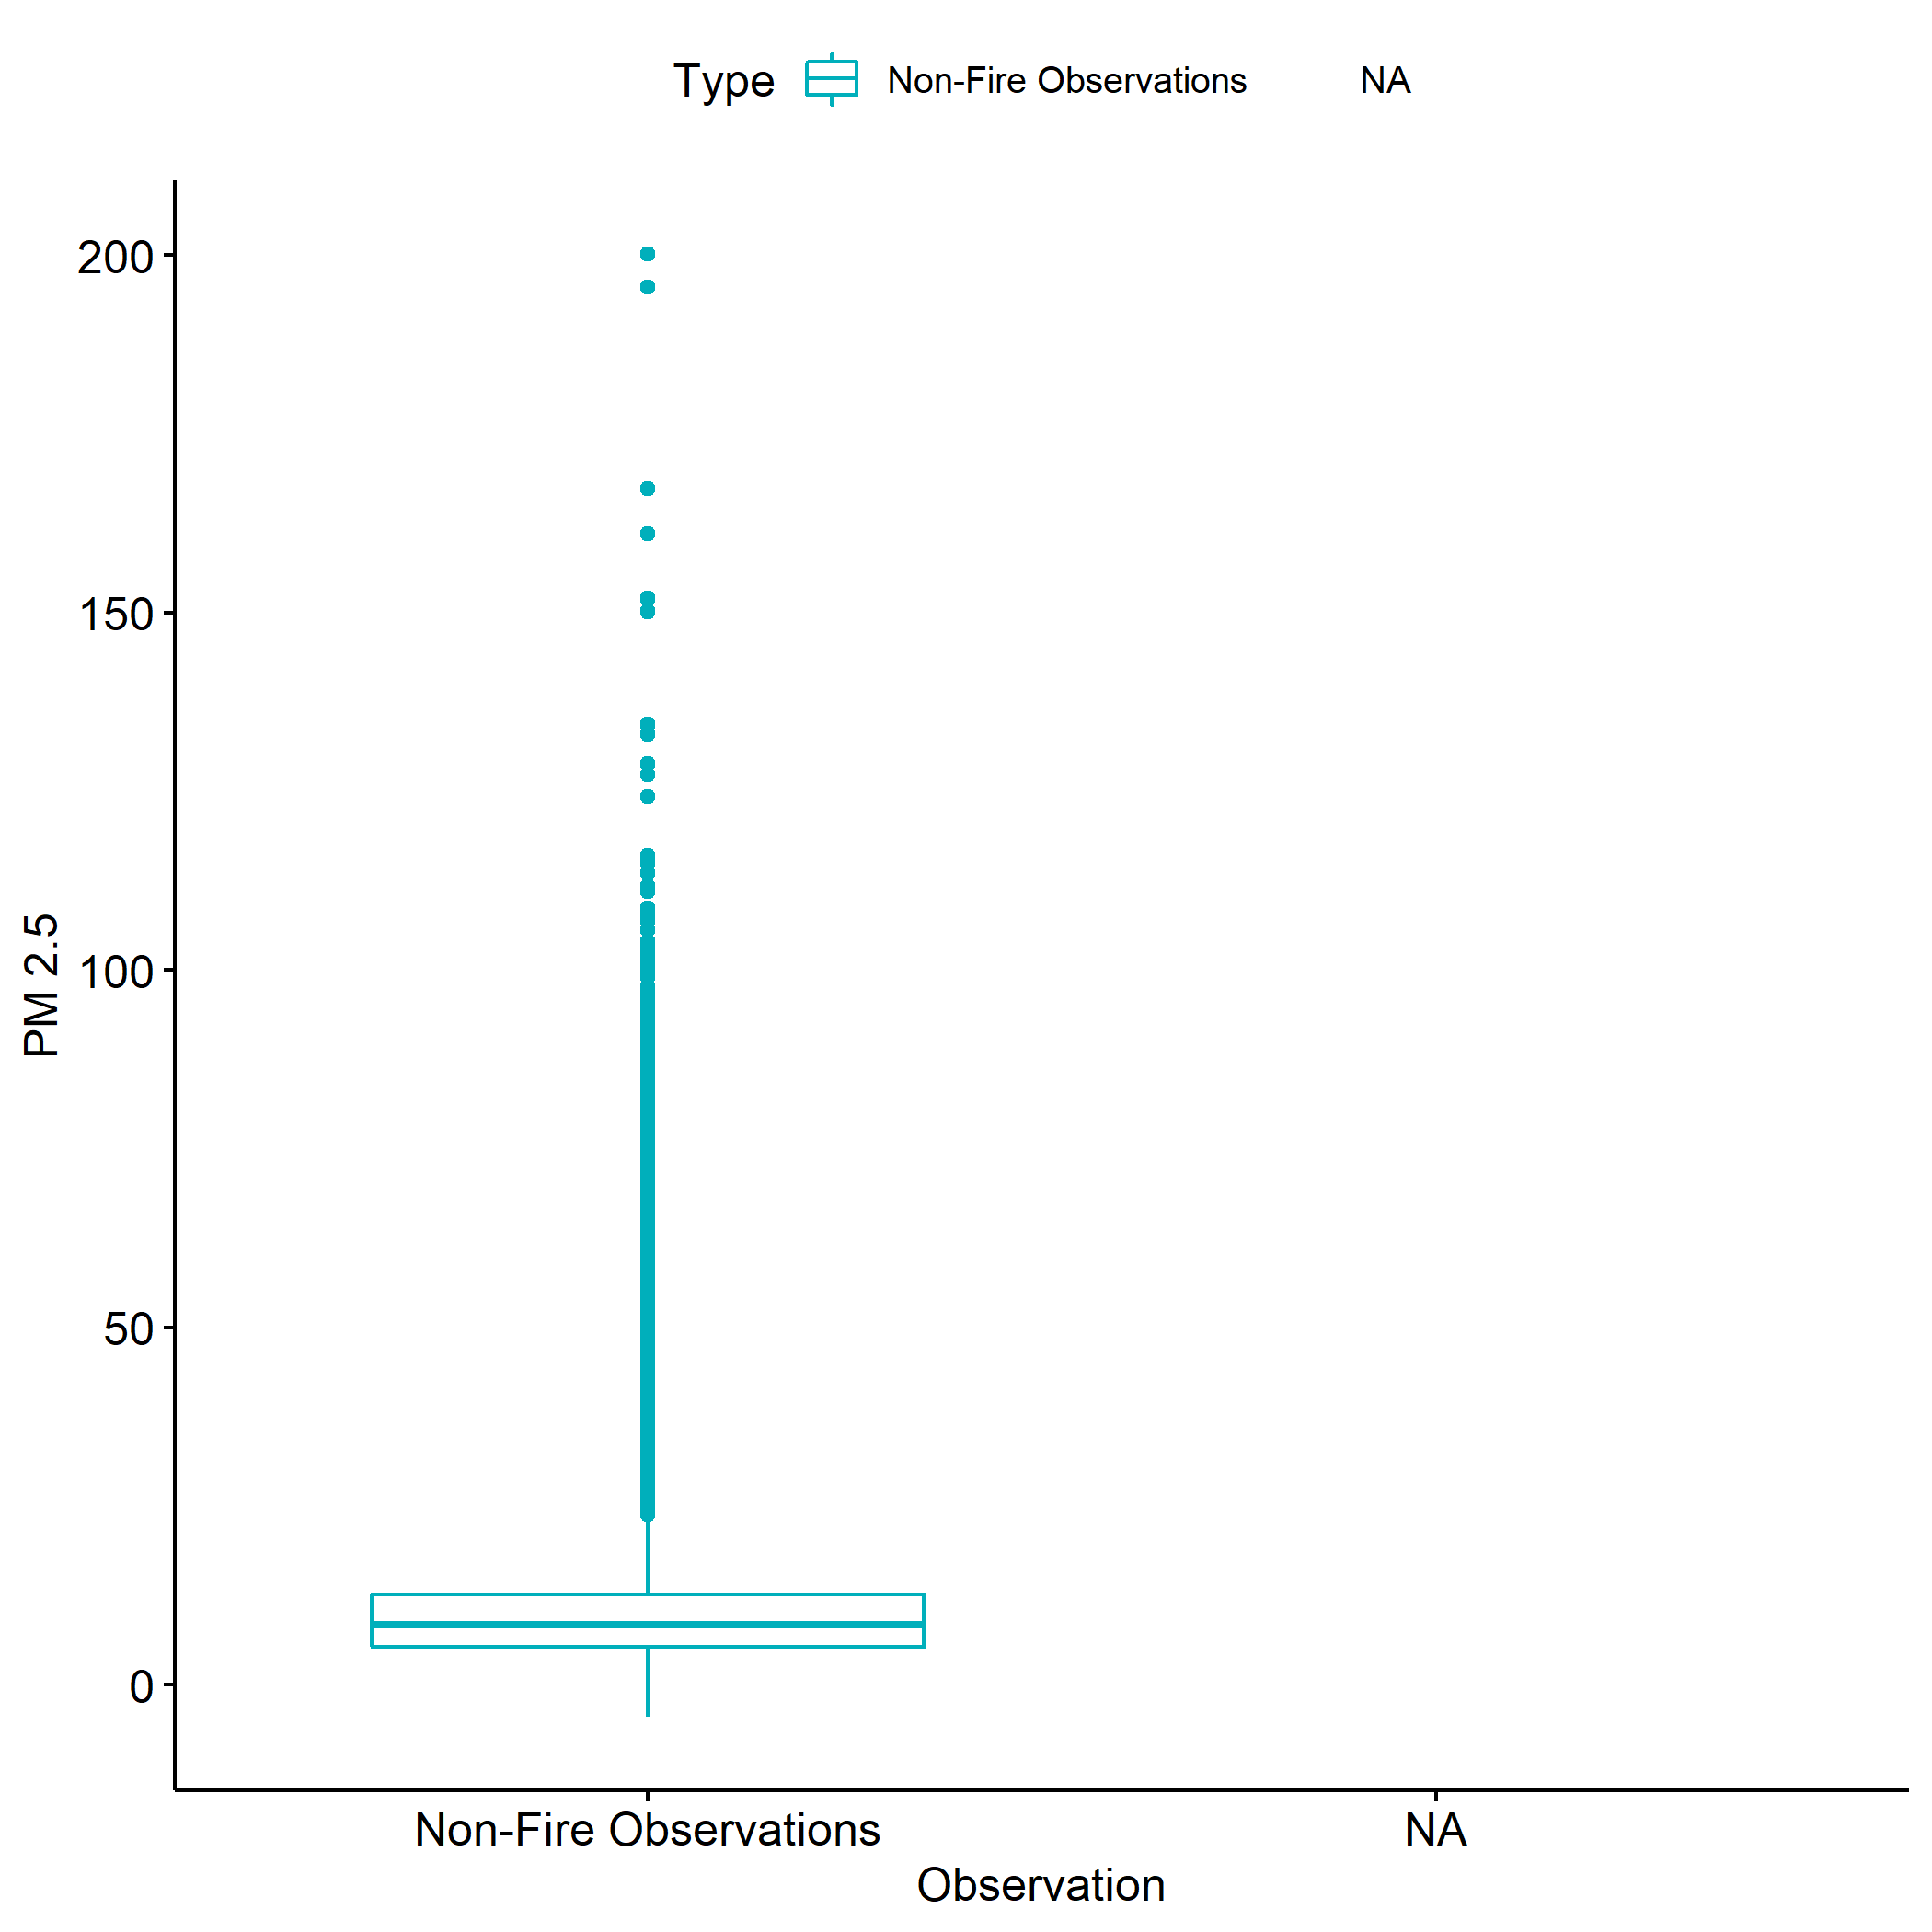 Type Non-Fire Observations NA
200
150
100
50
0
PM 2.5
Non-Fire Observations NA
Observation